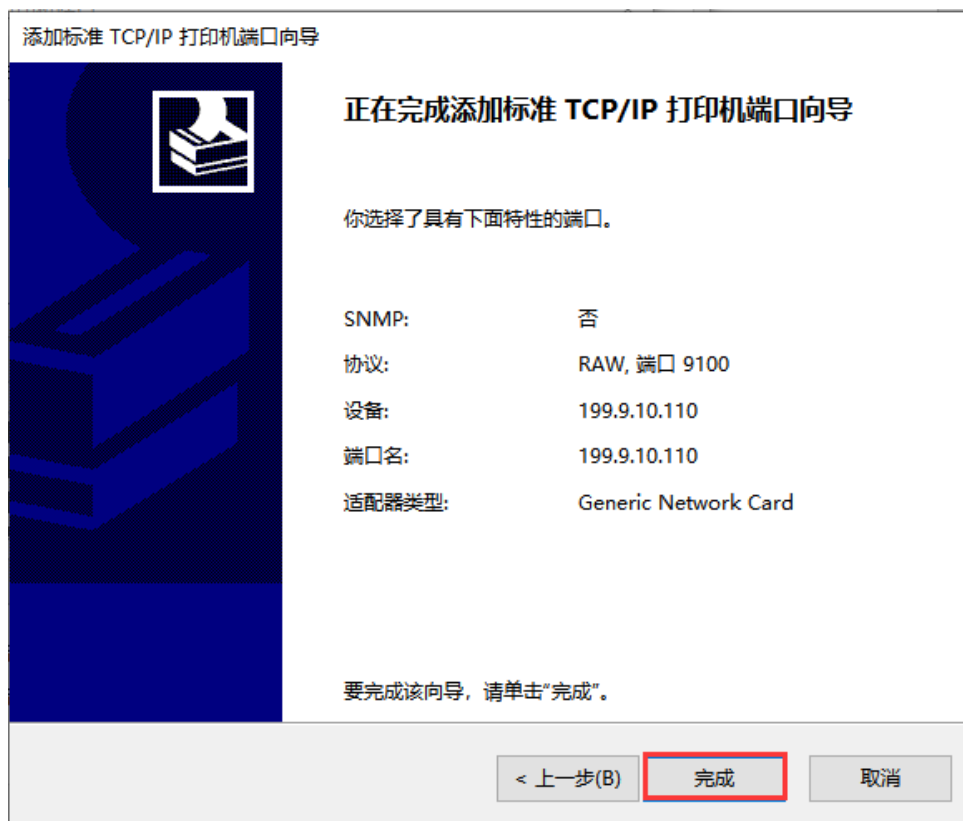 添加标准 TCP/IP 打印机端口向导
正在完成添加标准 TCP/IP 打印机端口向导
你选择了具有下面特性的端口。
SNMP: 否
协议: RAW, 端口 9100
设备: 199.9.10.110
端口名: 199.9.10.110
适配器类型: Generic Network Card
要完成该向导，请单击“完成”。
< 上一步(B) 完成 取消